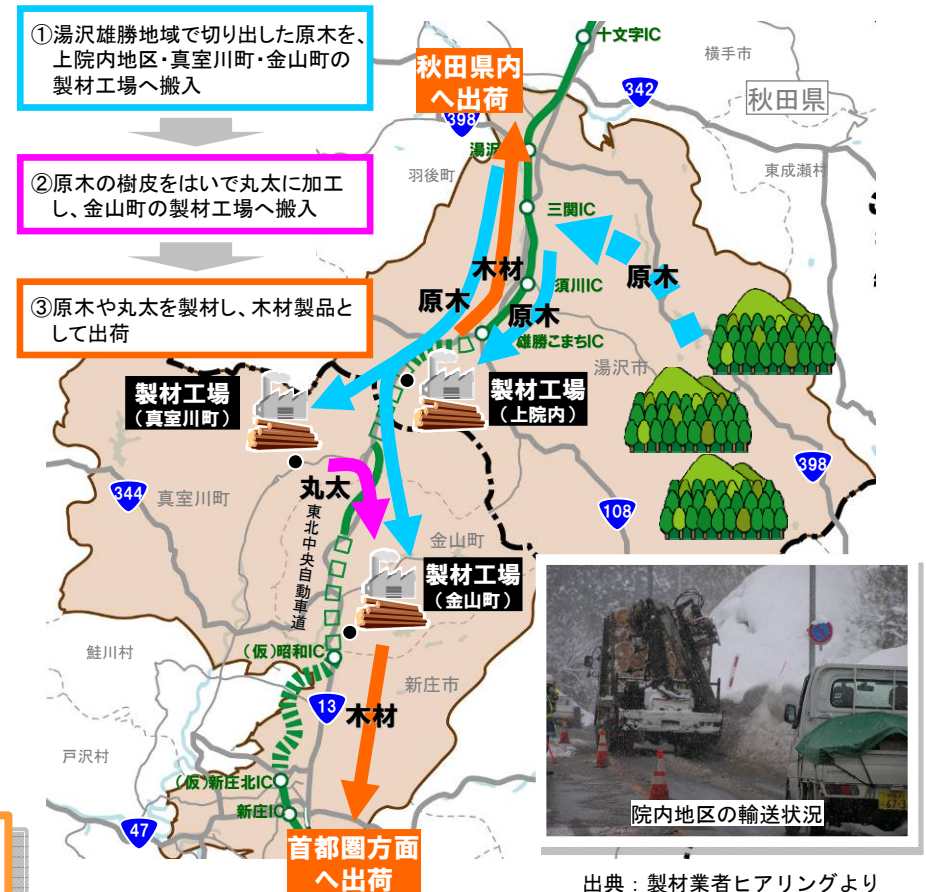 ①湯沢雄勝地域で切り出した原木を、
上院内地区・真室川町・金山町の
製材工場へ搬入
②原木の樹皮をはいで丸太に加工
し、金山町の製材工場へ搬入
③原木や丸太を製材し、木材製品と
して出荷
十文字IC
横手市
秋田県内
へ出荷
342
秋田県
398
湯沢
羽後町
東成瀬村
三関IC
木材
原木
須川IC
原木
原木
雄勝こまちIC
湯沢市
製材工場
(真室川町)
製材工場
(上院内)
398
344
真室川町
丸太
108
東北中央自動車道
金山町
製材工場
(金山町)
(仮)昭和IC
鮭川村
新庄市
13
木材
戸沢村
(仮)新庄北IC
新庄IC
47
首都圏方面
へ出荷
院内地区の輸送状況
出典：製材業者ヒアリングより